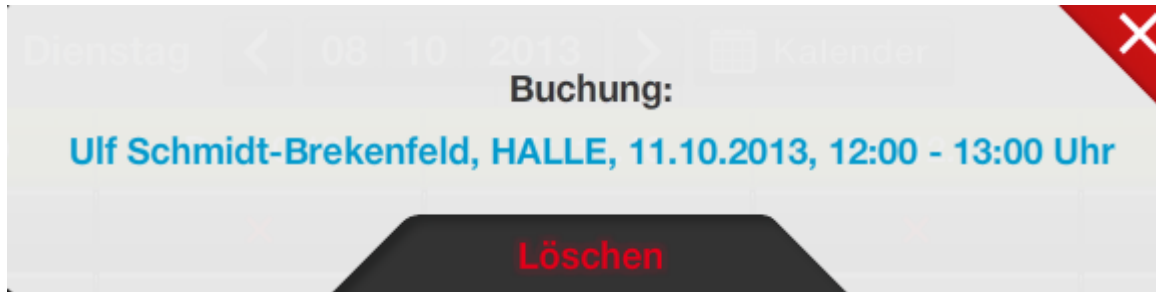 Dienstag 08 10 2013 Kalender
Buchung:
Ulf Schmidt-Brekenfeld, HALLE, 11.10.2013, 12:00 - 13:00 Uhr
Löschen